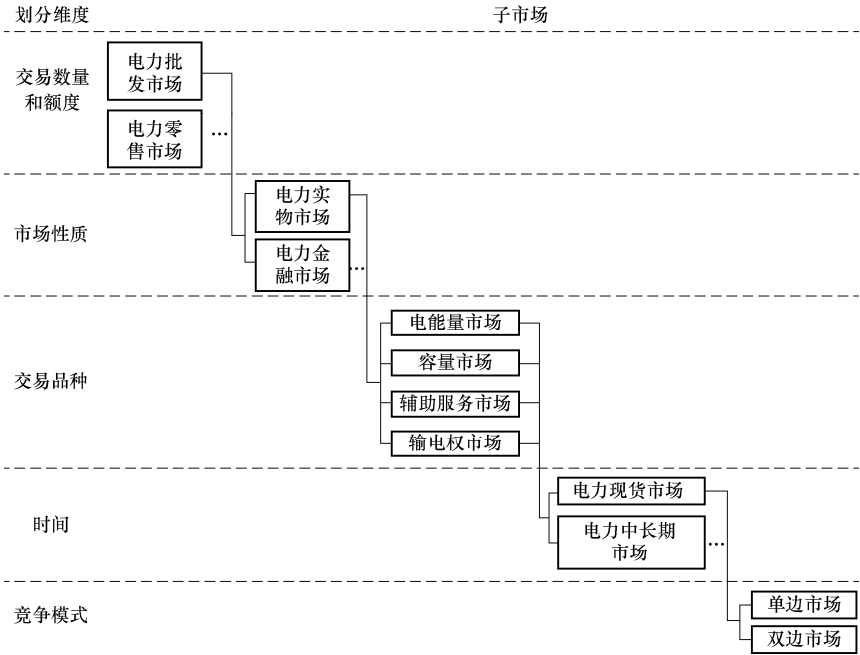 划分维度
子市场
交易数量
和额度
电力批
发市场
电力零
售市场
...
市场性质
电力实
物市场
电力金
融市场
...
交易品种
电能量市场
容量市场
辅助服务市场
输电权市场
时间
电力现货市场
电力中长期
市场
...
竞争模式
单边市场
双边市场